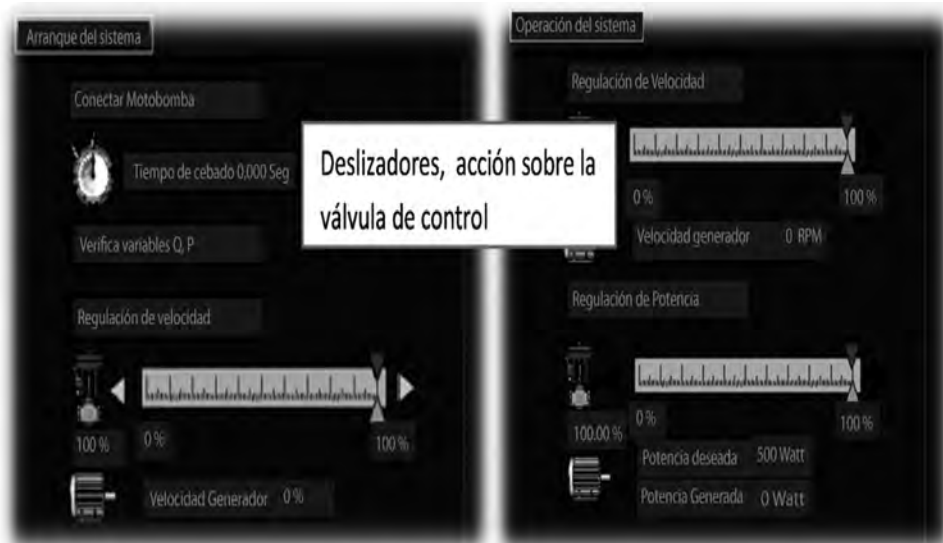 Arranque del sistema
Conectar Motobomba
Tiempo de cebado 0,000 Seg
Verifica variables Q, P
Regulación de velocidad
100 %
0 %
100 %
Velocidad Generador 0 %
Deslizadores, acción sobre la
válvula de control
Operación del sistema
Regulación de Velocidad
0 %
100 %
Velocidad generador 0 RPM
Regulación de Potencia
100.00 %
0 %
100 %
Potencia deseada 500 Watt
Potencia Generada 0 Watt